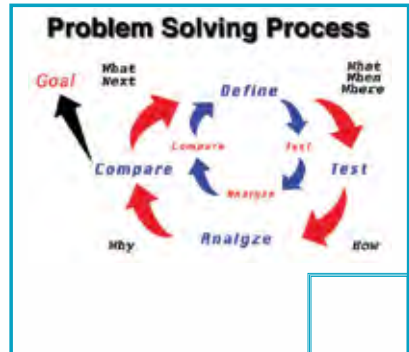 Problem Solving Process
Goal
What
Next
Define
What
When
Where
Compare
Test
Compare
Test
Analyze
Analyze
Why
How